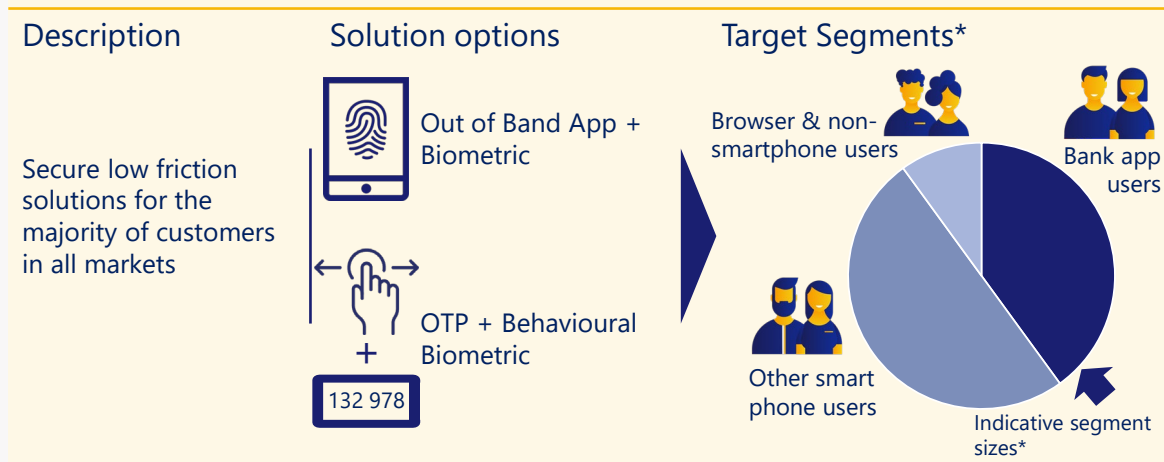 Description
Solution options
Target Segments*
Secure low friction
solutions for the
majority of customers
in all markets
Out of Band App +
Biometric
+
132 978
OTP + Behavioural
Biometric
Browser & non-
smartphone users
Bank app
users
Other smart
phone users
Indicative segment
sizes*